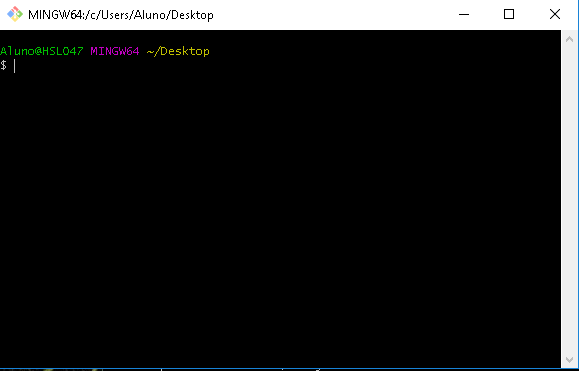 MINGW64:/c/Users/Aluno/Desktop
Aluno@HSL047 MINGW64 ~/Desktop
$